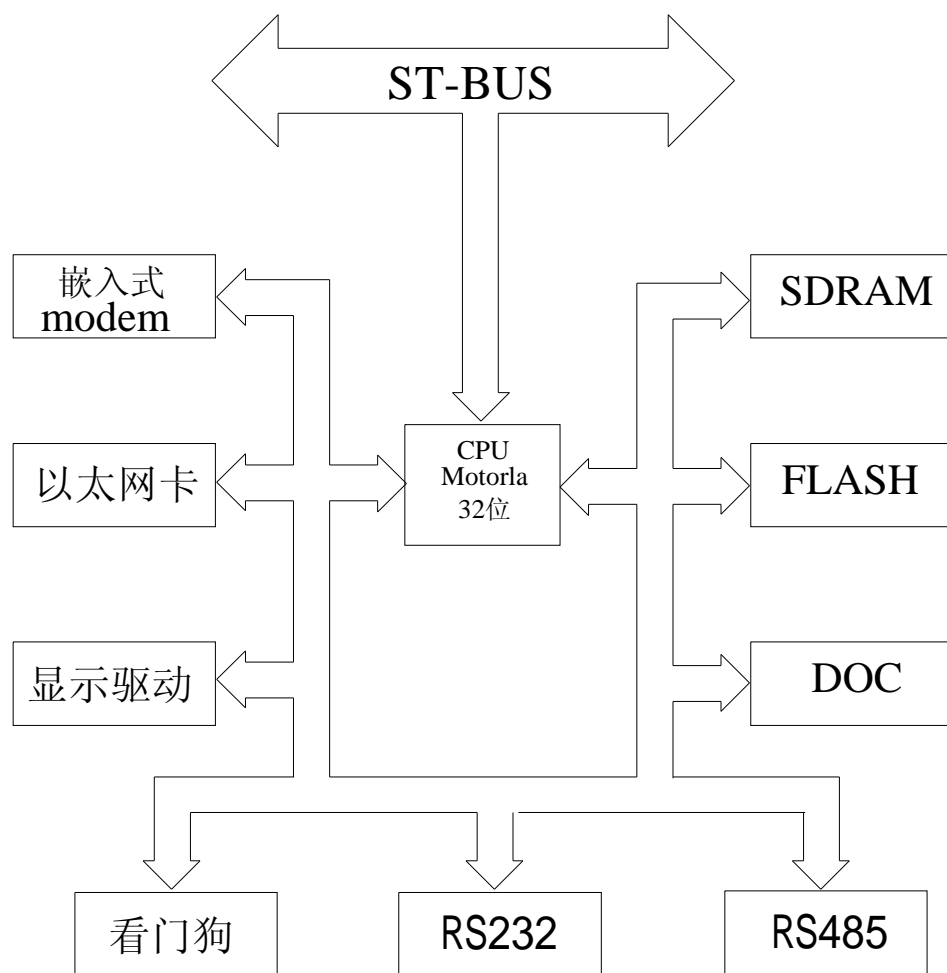 ST-BUS
嵌入式
modem
SDRAM
CPU
Motorla
32位
以太网卡
FLASH
显示驱动
DOC
看门狗
RS232
RS485